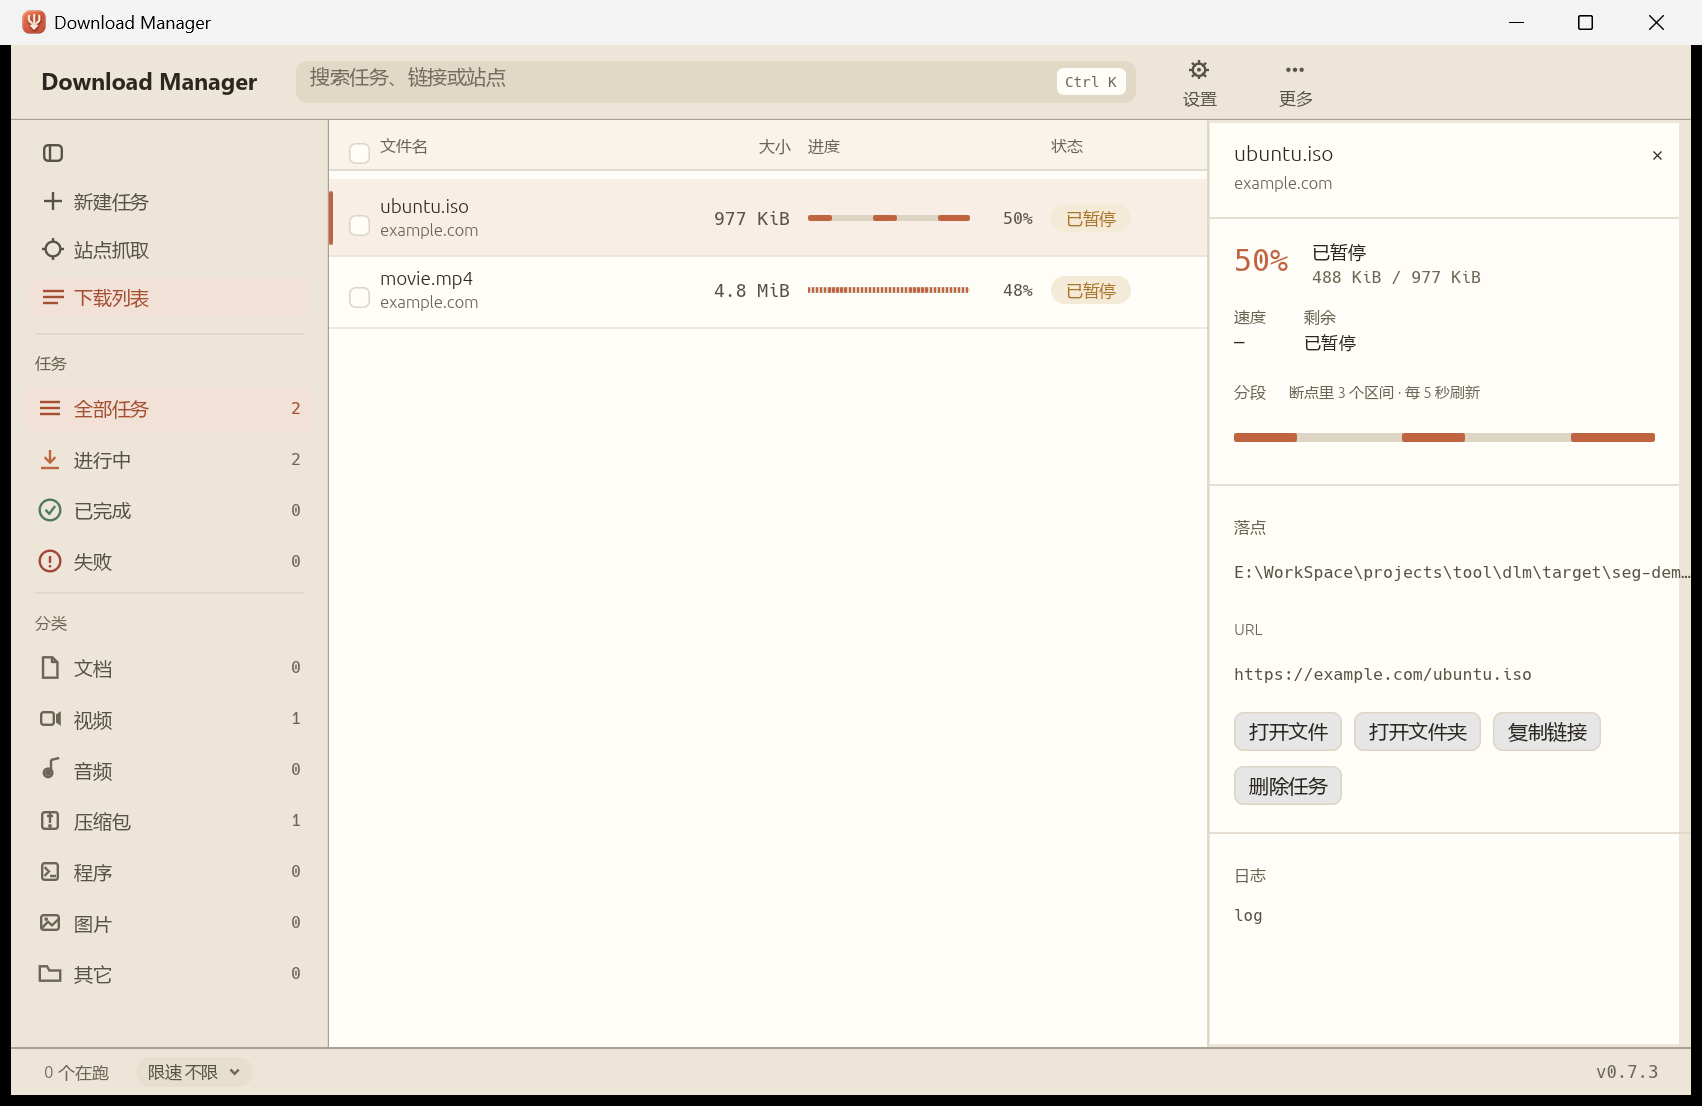 Download Manager
Download Manager
搜索任务、链接或站点
Ctrl K
设置
更多
新建任务
站点抓取
下载列表
任务
全部任务 2
进行中 2
已完成 0
失败 0
分类
文档 0
视频 1
音频 0
压缩包 1
程序 0
图片 0
其它 0
文件名 大小 进度 状态
ubuntu.iso
example.com
977 KiB 50% 已暂停
movie.mp4
example.com
4.8 MiB 48% 已暂停
ubuntu.iso
example.com
50%
已暂停
488 KiB / 977 KiB
速度 剩余
— 已暂停
分段 断点里 3 个区间 · 每 5 秒刷新
落点
E:\WorkSpace\projects\tool\dlm\target\seg-dem…
URL
https://example.com/ubuntu.iso
打开文件 打开文件夹 复制链接
删除任务
日志
log
0 个在跑
限速 不限
v0.7.3